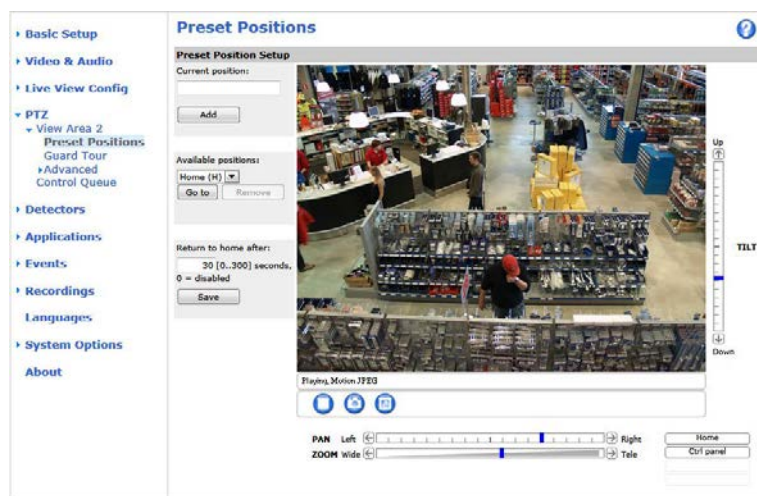 Basic Setup
Video & Audio
Live View Config
PTZ
View Area 2
Preset Positions
Guard Tour
Advanced
Control Queue
Detectors
Applications
Events
Recordings
Languages
System Options
About
Preset Positions
?
Preset Position Setup
Current position:
Add
Available positions:
Home (H)
Go to Remove
Return to home after:
30 [0..300] seconds,
0 = disabled
Save
Up
TILT
Down
Playing, Motion JPEG
PAN Left Right
ZOOM Wide Tele
Home
Ctrl panel